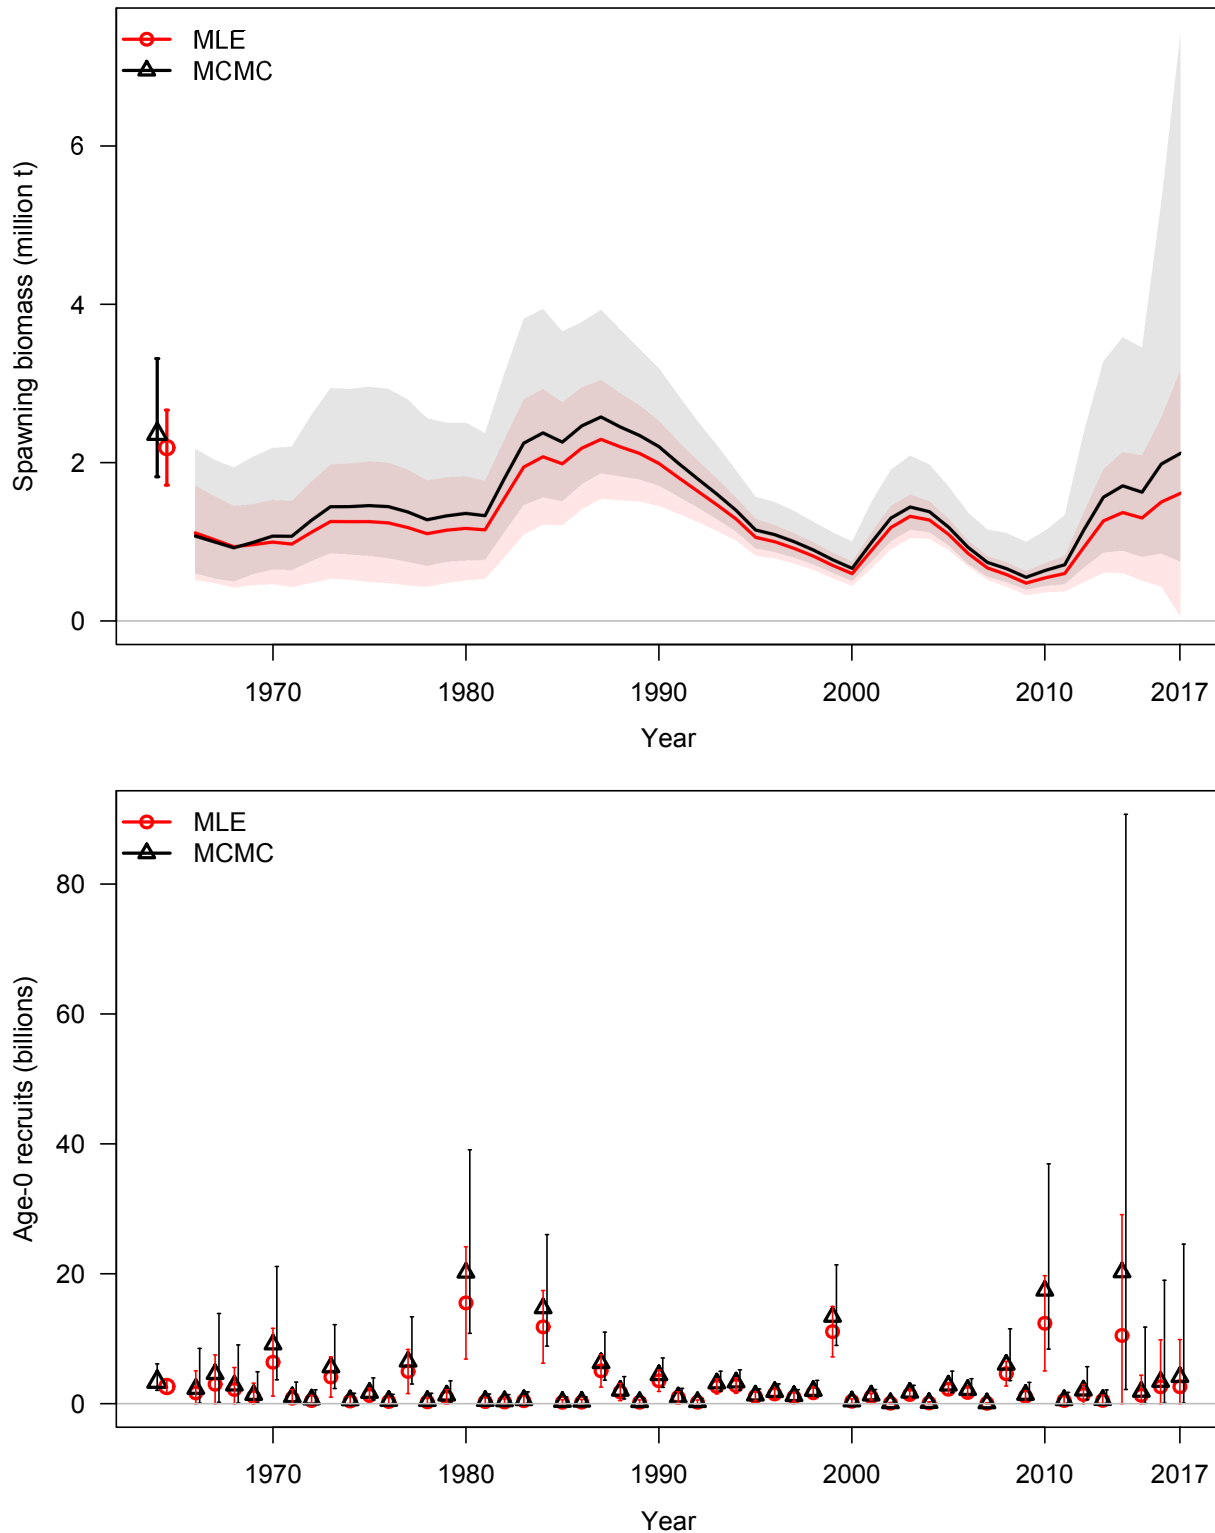 MLE
MCMC
Spawning biomass (million t)
6
4
2
0
1970 1980 1990 2000 2010 2017
Year
MLE
MCMC
Age-0 recruits (billions)
80
60
40
20
0
1970 1980 1990 2000 2010 2017
Year